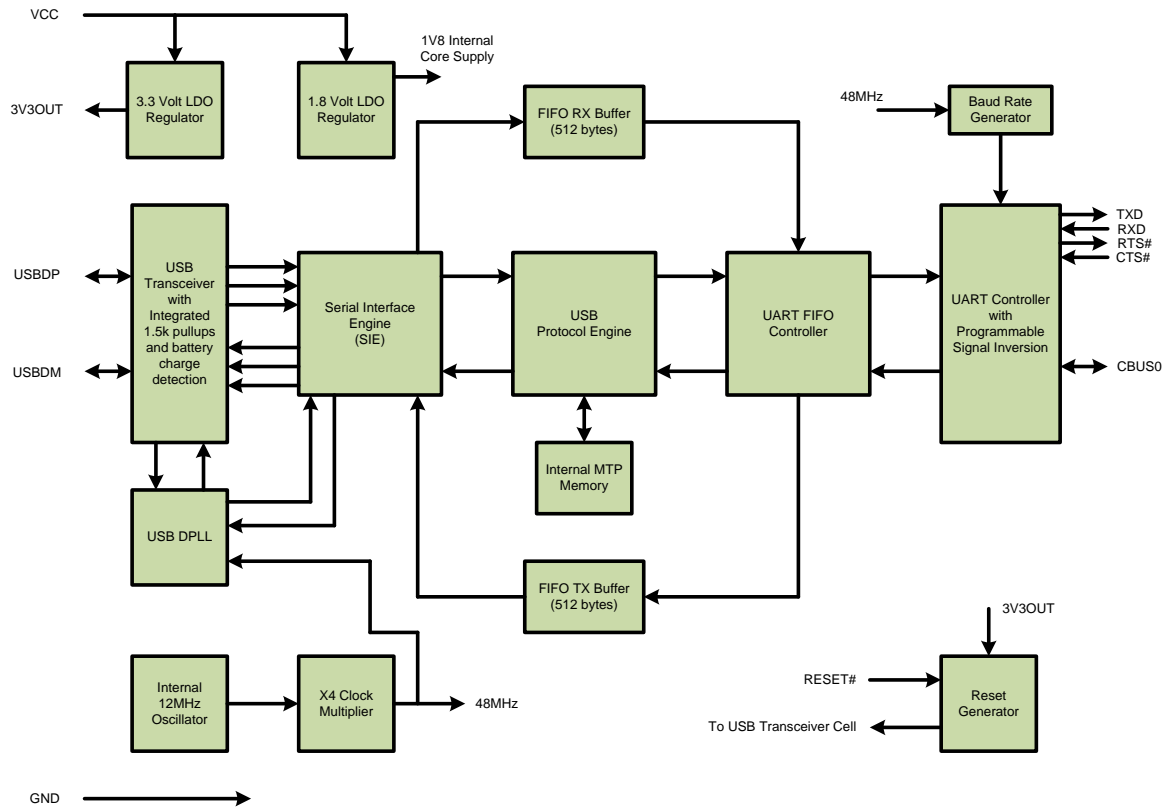 VCC
3V3OUT
3.3 Volt LDO
Regulator
1.8 Volt LDO
Regulator
1V8 Internal
Core Supply
FIFO RX Buffer
(512 bytes)
48MHz
Baud Rate
Generator
USBDP
USBDM
USB
Transceiver
with
Integrated
1.5k pullups
and battery
charge
detection
Serial Interface
Engine
(SIE)
USB
Protocol Engine
UART FIFO
Controller
UART Controller
with
Programmable
Signal Inversion
TXD
RXD
RTS#
CTS#
CBUS0
Internal MTP
Memory
USB DPLL
FIFO TX Buffer
(512 bytes)
Internal
12MHz
Oscillator
X4 Clock
Multiplier
48MHz
3V3OUT
RESET#
To USB Transceiver Cell
Reset
Generator
GND